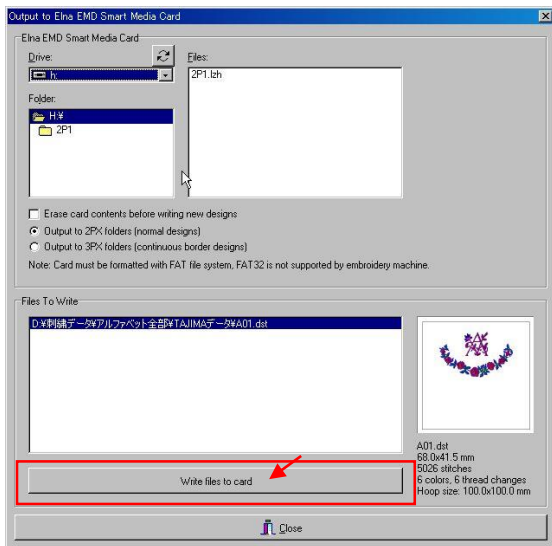 Output to Elna EMD Smart Media Card
Elna EMD Smart Media Card
Drive:
Files:
h:
2P1.lzh
Folder:
H:¥
2P1
Erase card contents before writing new designs
Output to 2PX folders (normal designs)
Output to 3PX folders (continuous border designs)
Note: Card must be formatted with FAT file system, FAT32 is not supported by embroidery machine.
Files To Write
D:¥刺繍データ¥アルファベット全部¥TAJIMAデータ¥A01.dst
A01.dst
68.0x41.5 mm
5026 stitches
6 colors, 6 thread changes
Hoop size: 100.0x100.0 mm
Write files to card
Close